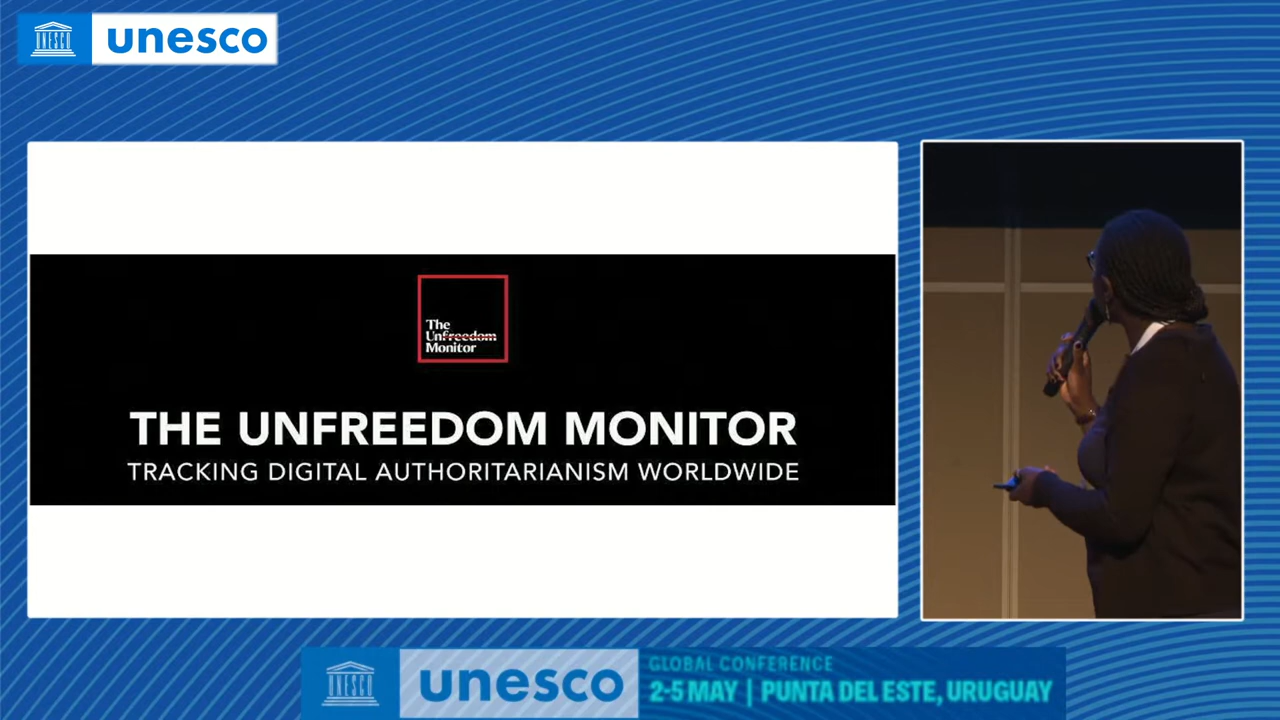 UNESCO
unesco
The
Unfreedom
Monitor
THE UNFREEDOM MONITOR
TRACKING DIGITAL AUTHORITARIANISM WORLDWIDE
UNESCO
unesco
GLOBAL CONFERENCE
2-5 MAY | PUNTA DEL ESTE, URUGUAY